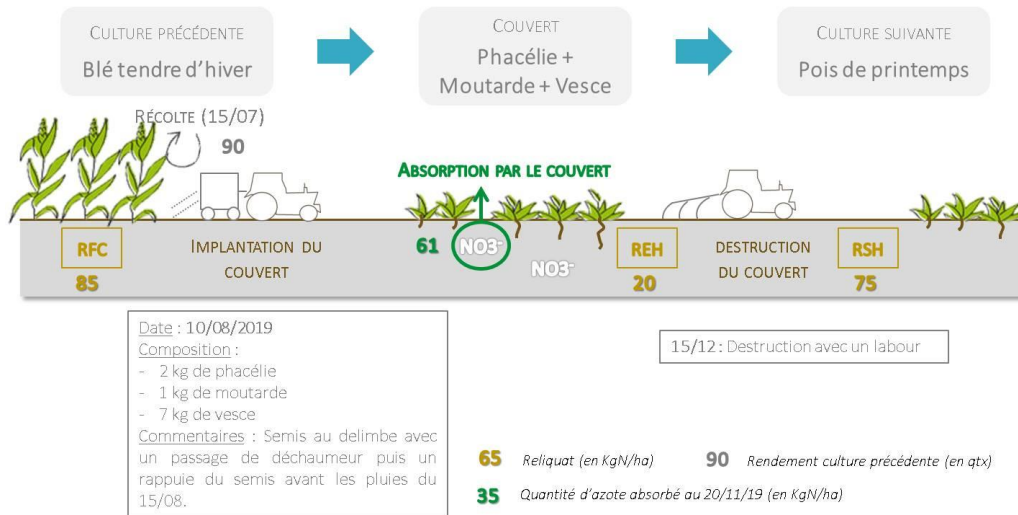 CULTURE PRÉCÉDENTE
Blé tendre d'hiver
COUVERT
Phacélie +
Moutarde + Vesce
CULTURE SUIVANTE
Pois de printemps
RÉCOLTE (15/07)
90
ABSORPTION PAR LE COUVERT
RFC
85
IMPLANTATION DU
COUVERT
61
NO3-
NO3-
REH
20
DESTRUCTION
DU COUVERT
RSH
75
Date : 10/08/2019
Composition :
- 2 kg de phacélie
- 1 kg de moutarde
- 7 kg de vesce
Commentaires : Semis au delimbe avec
un passage de déchaumeur puis un
rappuie du semis avant les pluies du
15/08.
15/12 : Destruction avec un labour
65 Reliquat (en KgN/ha)
90 Rendement culture précédente (en qtx)
35 Quantité d'azote absorbé au 20/11/19 (en KgN/ha)